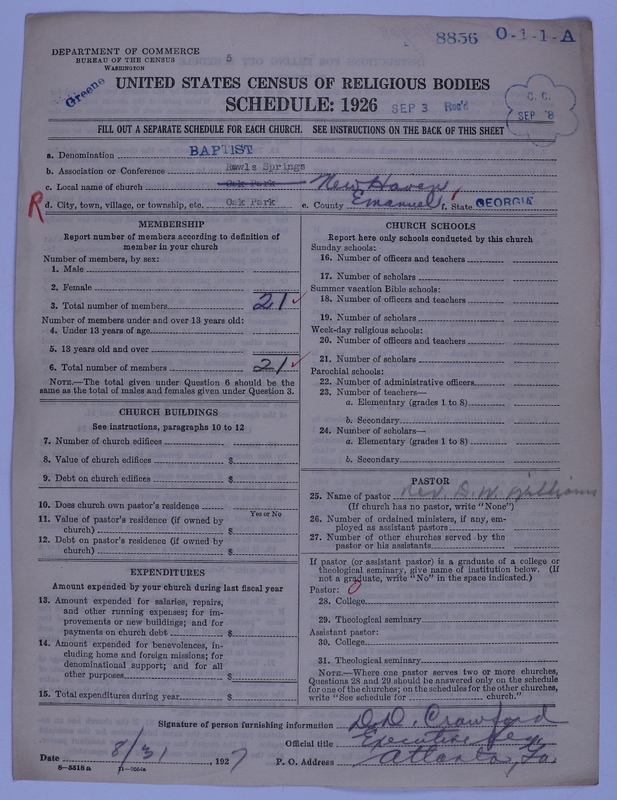 8856 O-1-1-A
DEPARTMENT OF COMMERCE
BUREAU OF THE CENSUS 5
WASHINGTON
Greene
UNITED STATES CENSUS OF RELIGIOUS BODIES
SCHEDULE: 1926 SEP 3 Rec'd
C. C.
SEP 8
FILL OUT A SEPARATE SCHEDULE FOR EACH CHURCH. SEE INSTRUCTIONS ON THE BACK OF THIS SHEET
a. Denomination BAPTIST
b. Association or Conference Rawls Springs
c. Local name of church Oak Park New Haven
R d. City, town, village, or township, etc. Oak Park e. County Emanuel f. State GEORGIA
MEMBERSHIP
Report number of members according to definition of
member in your church
Number of members, by sex:
1. Male
2. Female
3. Total number of members 21
Number of members under and over 13 years old:
4. Under 13 years of age
5. 13 years old and over
6. Total number of members 21
NOTE.—The total given under Question 6 should be
the same as the total of males and females given under Question 3.
CHURCH BUILDINGS
See instructions, paragraphs 10 to 12
7. Number of church edifices
8. Value of church edifices $
9. Debt on church edifices $
10. Does church own pastor's residence
Yes or No
11. Value of pastor's residence (if owned by
church) $
12. Debt on pastor's residence (if owned by
church) $
EXPENDITURES
Amount expended by your church during last fiscal year
13. Amount expended for salaries, repairs,
and other running expenses; for im-
provements or new buildings; and for
payments on church debt $
14. Amount expended for benevolences, in-
cluding home and foreign missions; for
denominational support; and for all
other purposes $
15. Total expenditures during year $
CHURCH SCHOOLS
Report here only schools conducted by this church
Sunday schools:
16. Number of officers and teachers
17. Number of scholars
Summer vacation Bible schools:
18. Number of officers and teachers
19. Number of scholars
Week-day religious schools:
20. Number of officers and teachers
21. Number of scholars
Parochial schools:
22. Number of administrative officers
23. Number of teachers—
a. Elementary (grades 1 to 8)
b. Secondary
24. Number of scholars—
a. Elementary (grades 1 to 8)
b. Secondary
PASTOR
25. Name of pastor Rev. D. W. Williams
(If church has no pastor, write "None")
26. Number of ordained ministers, if any, em-
ployed as assistant pastors
27. Number of other churches served by the
pastor or his assistants
If pastor (or assistant pastor) is a graduate of a college or
theological seminary, give name of institution below. (If
not a graduate, write "No" in the space indicated.)
Pastor: 0
28. College
29. Theological seminary
Assistant pastor:
30. College
31. Theological seminary
NOTE.—Where one pastor serves two or more churches,
Questions 28 and 29 should be answered only on the schedule
for one of the churches; on the schedules for the other churches,
write "See schedule for church."
Signature of person furnishing information D. D. Crawford
Official title Executive Secy
Date 8/31, 1927 P. O. Address Atlanta, Ga
8-5518 a